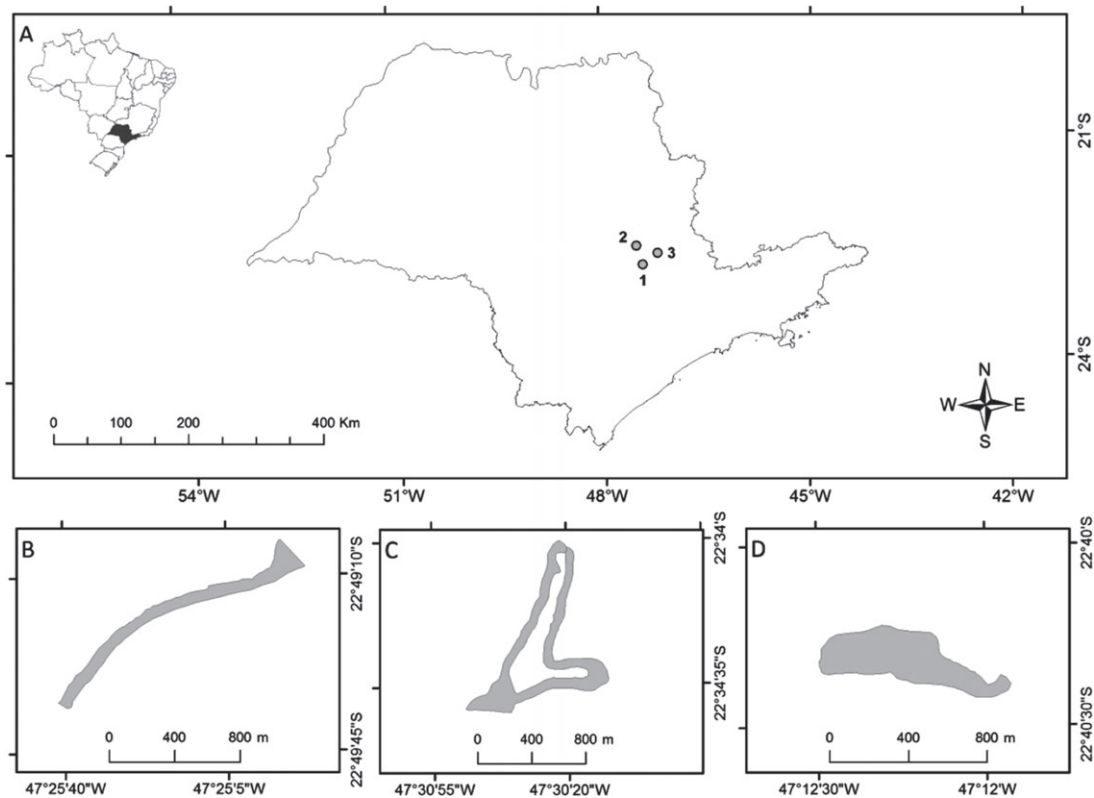 A
21°S
2
3
1
24°S
N
W E
S
0 100 200 400 Km
54°W 51°W 48°W 45°W 42°W
B
22°49'10"S
22°49'45"S
0 400 800 m
47°25'40"W 47°25'5"W
C
22°34'S
22°34'35"S
0 400 800 m
47°30'55"W 47°30'20"W
D
22°40'S
22°40'30"S
0 400 800 m
47°12'30"W 47°12'W